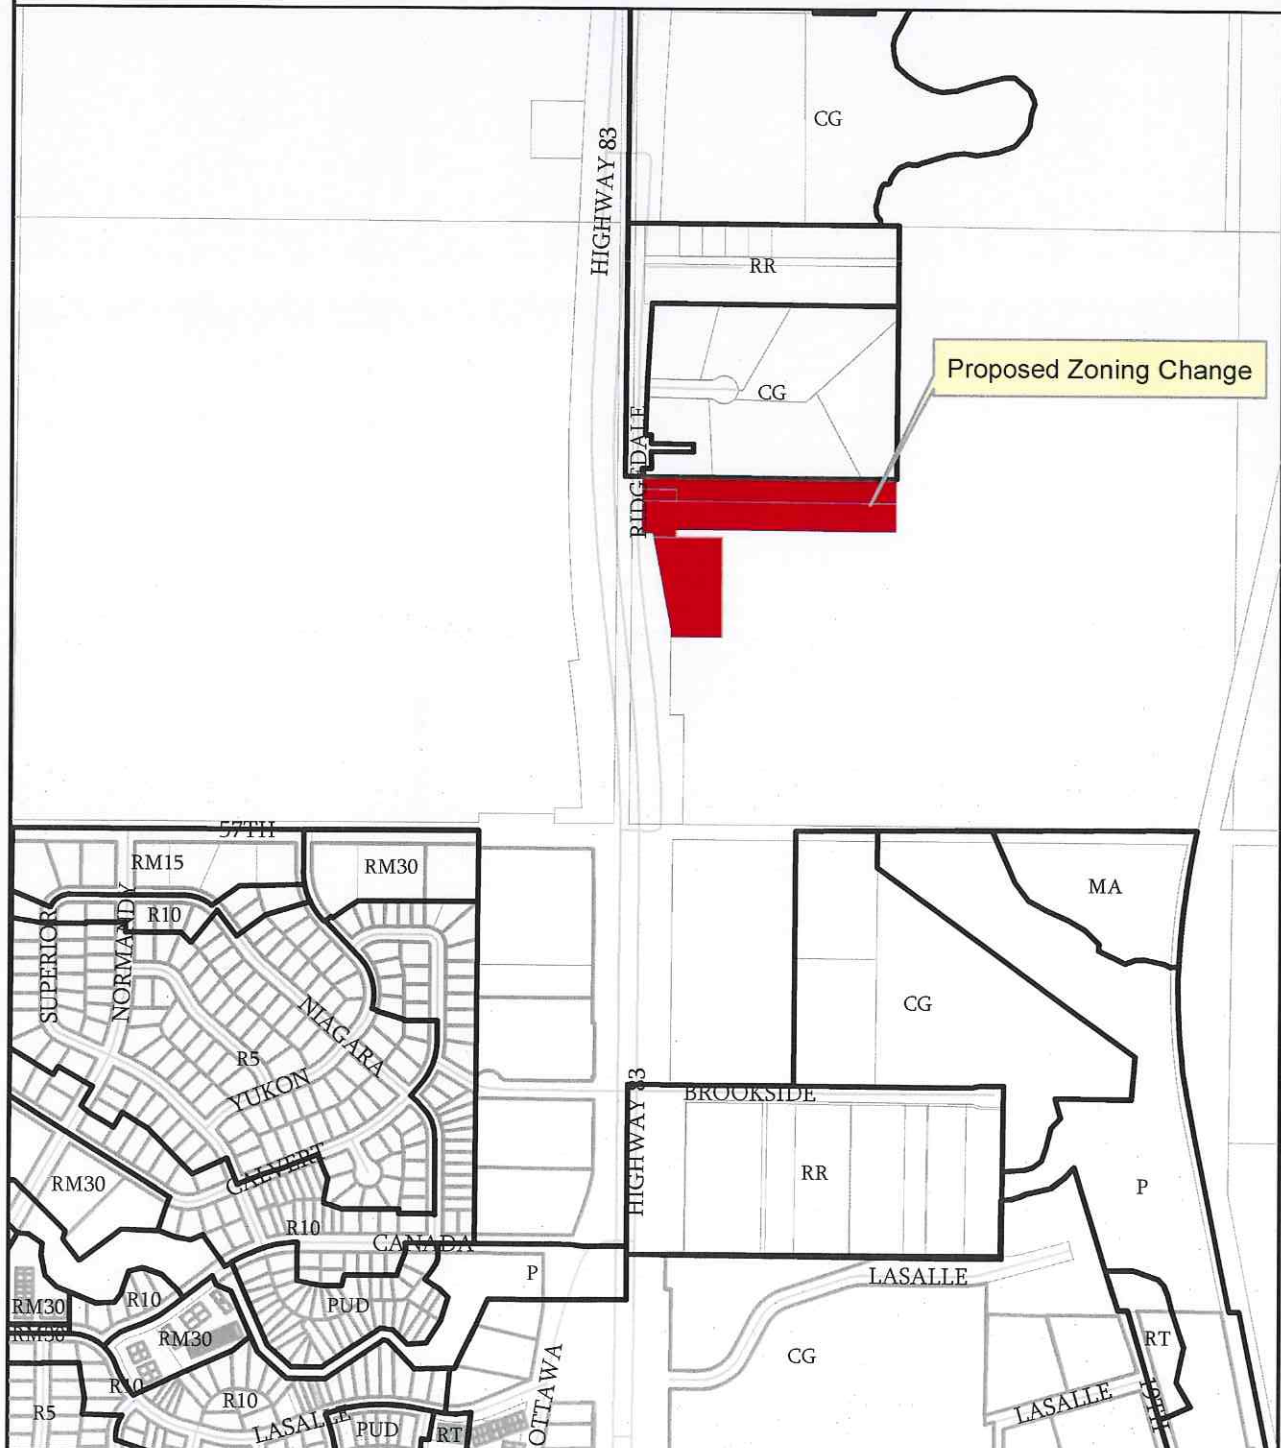 CG
HIGHWAY 83
RR
Proposed Zoning Change
CG
RIDGEDALE
57TH
RM15
RM30
MA
R10
SUPERIOR
NORMANDY
NIAGARA
CG
R5
YUKON
BROOKSIDE
HIGHWAY 83
CALVERT
RM30
RR
P
R10
CANADA
P
LASALLE
RM30
R10
PUD
RM30
RM30
RT
CG
R10
R10
OTTAWA
LASALLE
19TH
R5
LASALLE
PUD
RT